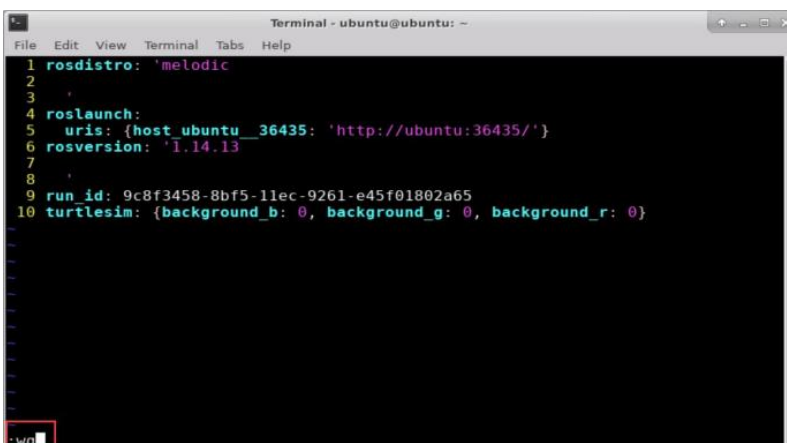 Terminal - ubuntu@ubuntu: ~
File Edit View Terminal Tabs Help
1 rosdistro: 'melodic
2
3 '
4 roslaunch:
5 uris: {host_ubuntu__36435: 'http://ubuntu:36435/'}
6 rosversion: '1.14.13
7
8 '
9 run_id: 9c8f3458-8bf5-11ec-9261-e45f01802a65
10 turtlesim: {background_b: 0, background_g: 0, background_r: 0}
~
~
~
~
~
~
~
~
~
~
~
~
:wq